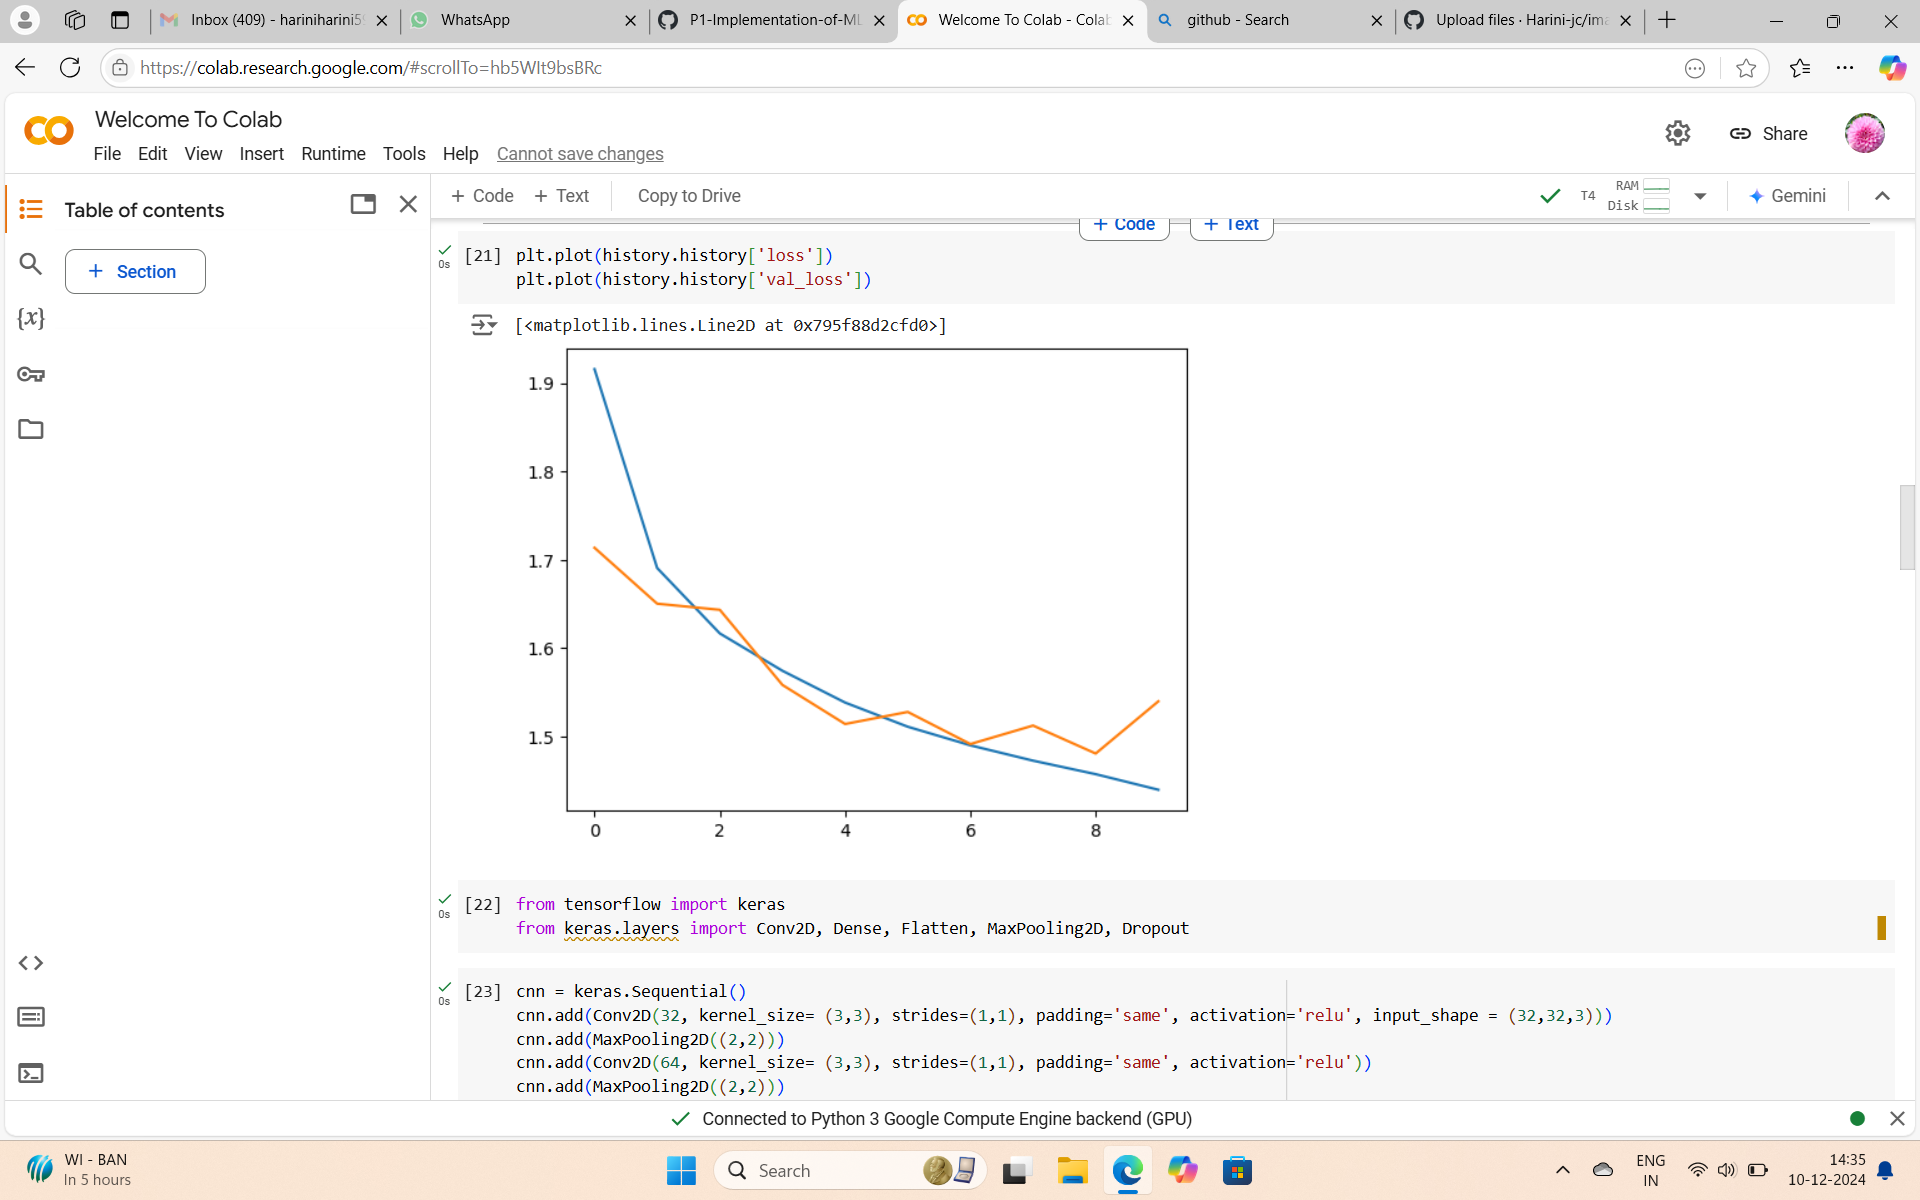 Inbox (409) - hariniharini5
WhatsApp
P1-Implementation-of-ML
Welcome To Colab - Colab
github - Search
Upload files · Harini-jc/ima
https://colab.research.google.com/#scrollTo=hb5WIt9bsBRc
Welcome To Colab
Share
File Edit View Insert Runtime Tools Help Cannot save changes
Table of contents
+ Code + Text Copy to Drive
T4 RAM
Disk
Gemini
+ Section
+ Code + Text
0s
[21] plt.plot(history.history['loss'])
plt.plot(history.history['val_loss'])
[<matplotlib.lines.Line2D at 0x795f88d2cfd0>]
1.9
1.8
1.7
1.6
1.5
0 2 4 6 8
0s
[22] from tensorflow import keras
from keras.layers import Conv2D, Dense, Flatten, MaxPooling2D, Dropout
0s
[23] cnn = keras.Sequential()
cnn.add(Conv2D(32, kernel_size= (3,3), strides=(1,1), padding='same', activation='relu', input_shape = (32,32,3)))
cnn.add(MaxPooling2D((2,2)))
cnn.add(Conv2D(64, kernel_size= (3,3), strides=(1,1), padding='same', activation='relu'))
cnn.add(MaxPooling2D((2,2)))
Connected to Python 3 Google Compute Engine backend (GPU)
WI - BAN
In 5 hours
Search
ENG
IN
14:35
10-12-2024